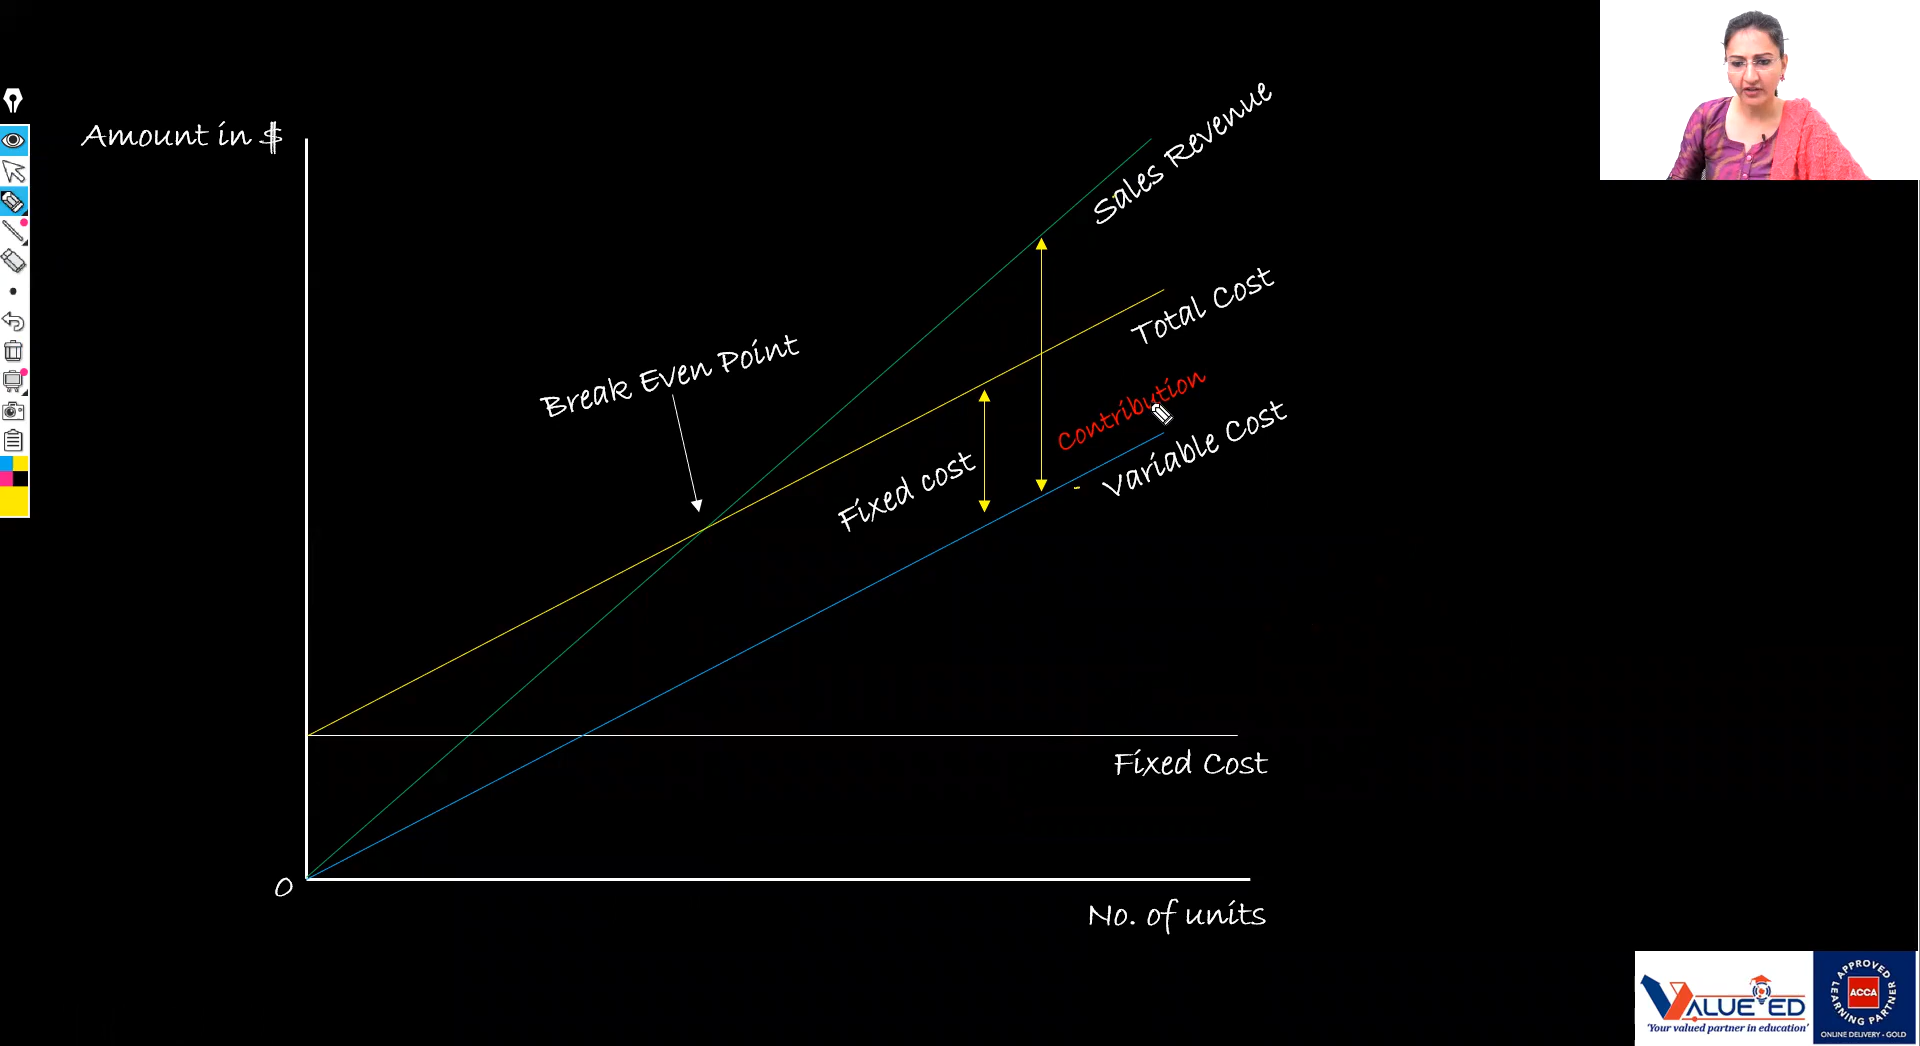 Amount in $
Sales Revenue
Total Cost
Break Even Point
Contribution
Variable Cost
Fixed cost
Fixed Cost
0
No. of units
VALUE ED
'Your valued partner in education'
APPROVED
LEARNING PARTNER
ACCA
ONLINE DELIVERY - GOLD